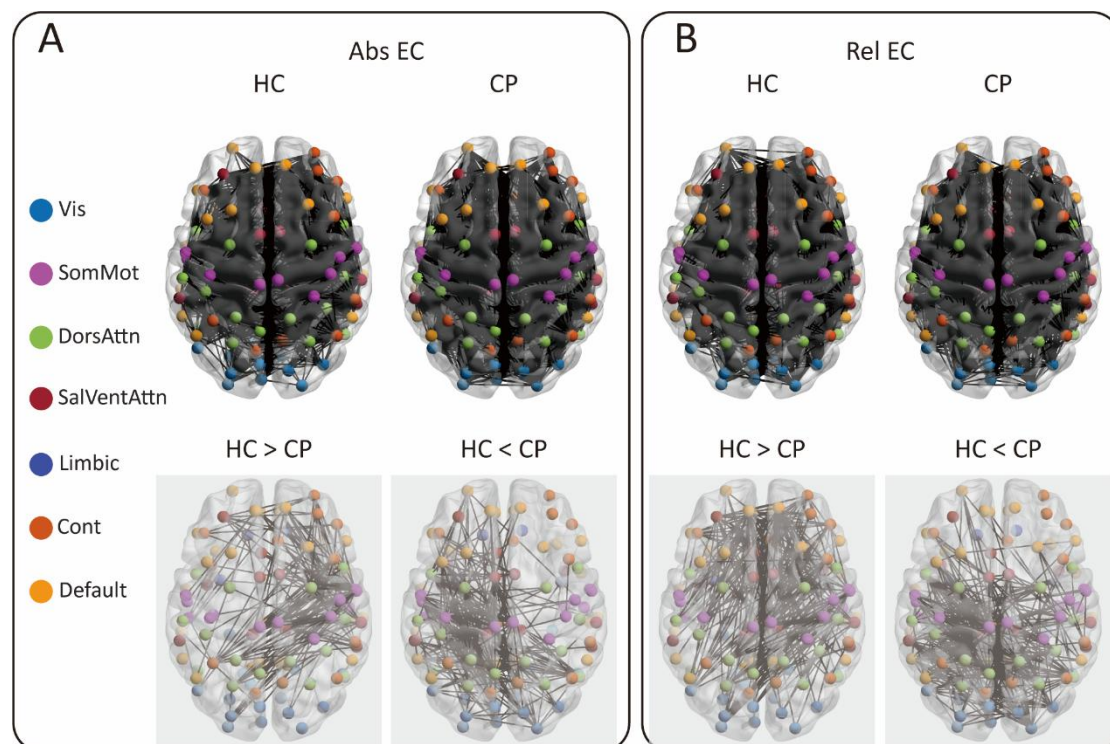 A
Abs EC
HC
CP
Vis
SomMot
DorsAttn
SalVentAttn
Limbic
Cont
Default
HC > CP
HC < CP
B
Rel EC
HC
CP
HC > CP
HC < CP